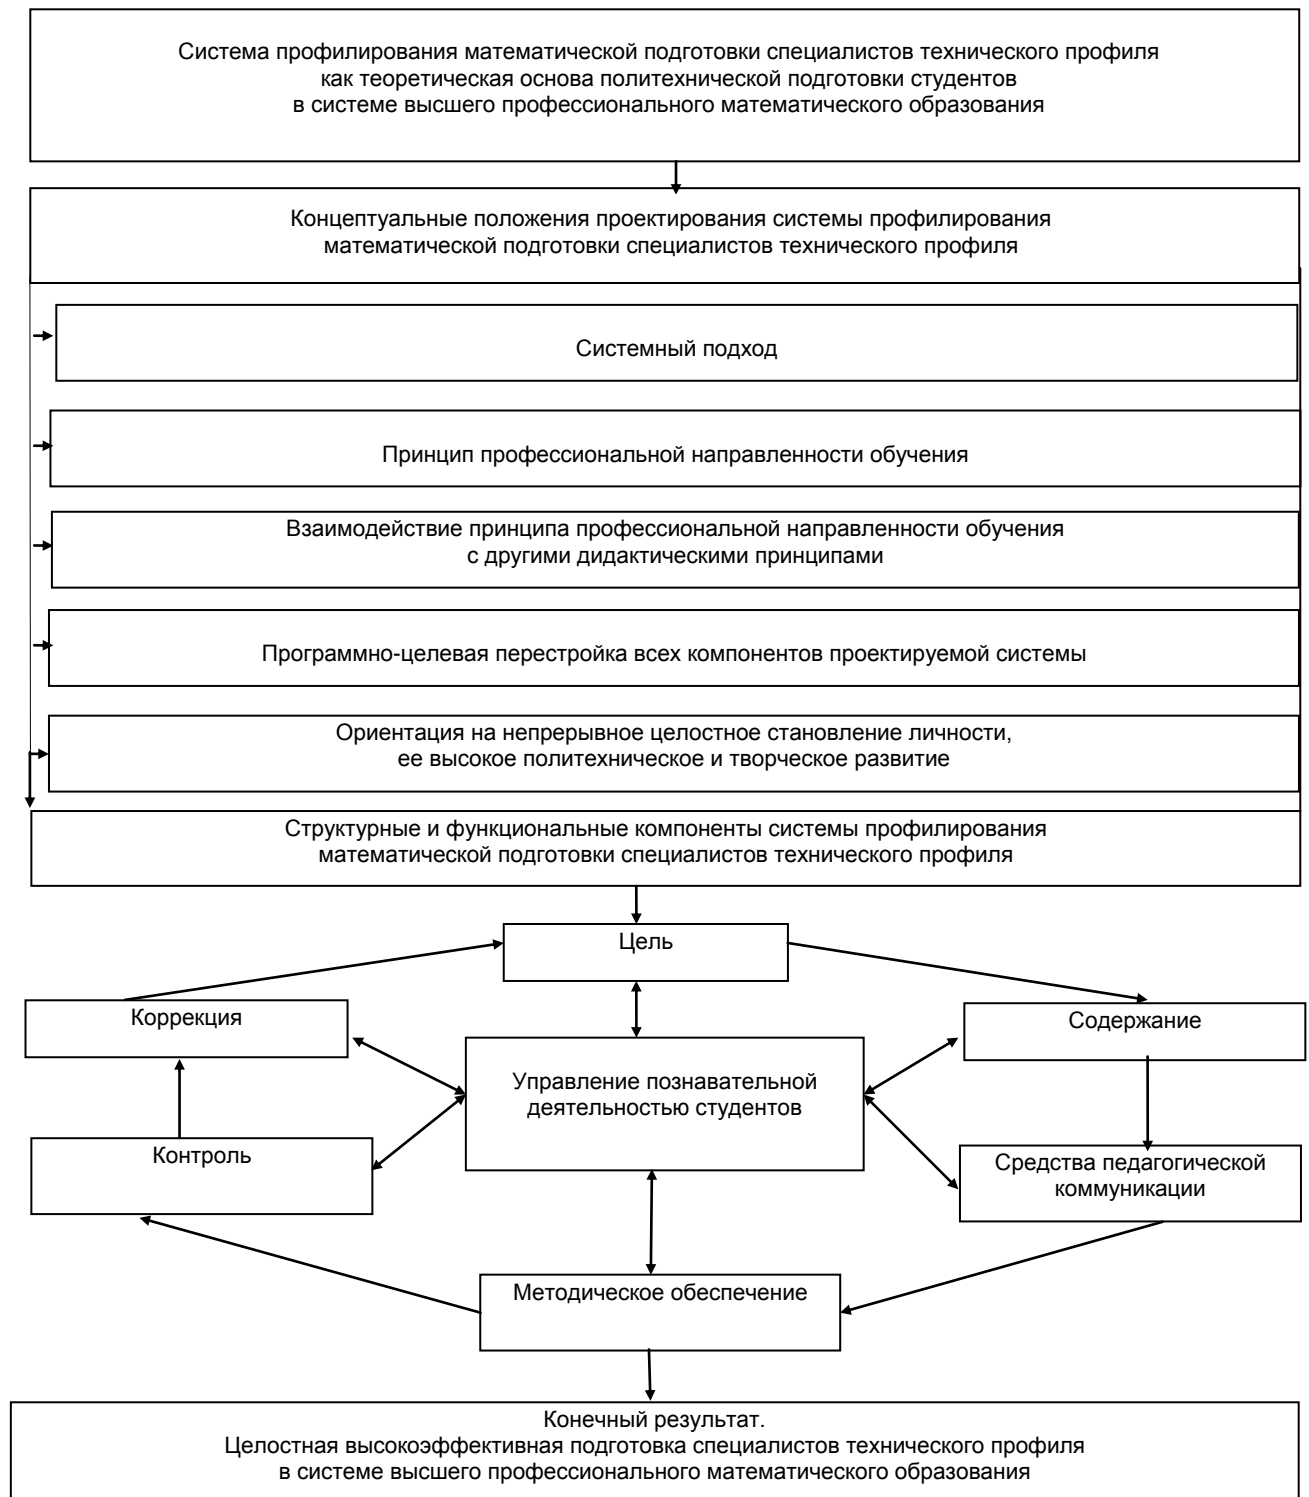 Система профилирования математической подготовки специалистов технического профиля
как теоретическая основа политехнической подготовки студентов
в системе высшего профессионального математического образования
Концептуальные положения проектирования системы профилирования
математической подготовки специалистов технического профиля
Системный подход
Принцип профессиональной направленности обучения
Взаимодействие принципа профессиональной направленности обучения
с другими дидактическими принципами
Программно-целевая перестройка всех компонентов проектируемой системы
Ориентация на непрерывное целостное становление личности,
ее высокое политехническое и творческое развитие
Структурные и функциональные компоненты системы профилирования
математической подготовки специалистов технического профиля
Цель
Коррекция
Содержание
Управление познавательной
деятельностью студентов
Контроль
Средства педагогической
коммуникации
Методическое обеспечение
Конечный результат.
Целостная высокоэффективная подготовка специалистов технического профиля
в системе высшего профессионального математического образования